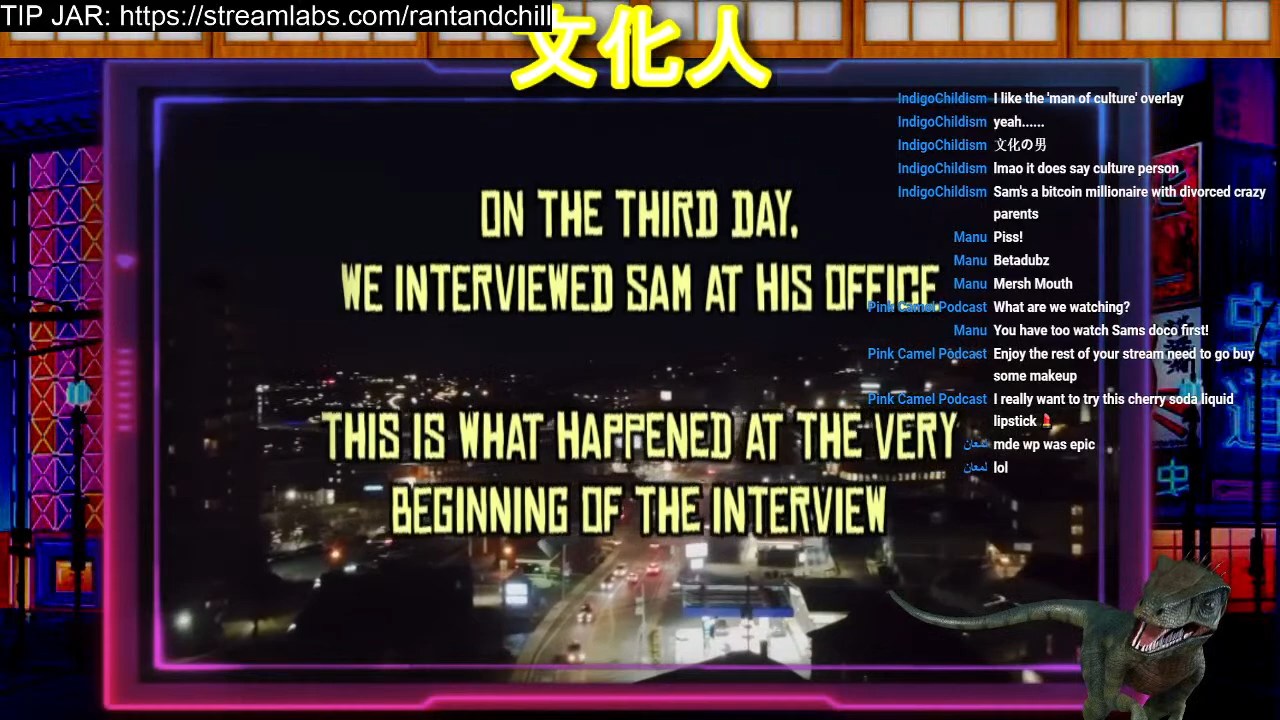 TIP JAR: https://streamlabs.com/rantandchill
文化人
IndigoChildism I like the 'man of culture' overlay
IndigoChildism yeah......
IndigoChildism 文化の男
IndigoChildism lmao it does say culture person
IndigoChildism Sam's a bitcoin millionaire with divorced crazy
parents
Manu Piss!
Manu Betadubz
Manu Mersh Mouth
Pink Camel Podcast What are we watching?
Manu You have too watch Sams doco first!
Pink Camel Podcast Enjoy the rest of your stream need to go buy
some makeup
Pink Camel Podcast I really want to try this cherry soda liquid
lipstick 💄
لمعان mde wp was epic
لمعان lol
ON THE THIRD DAY,
WE INTERVIEWED SAM AT HIS OFFICE
THIS IS WHAT HAPPENED AT THE VERY
BEGINNING OF THE INTERVIEW
中
中